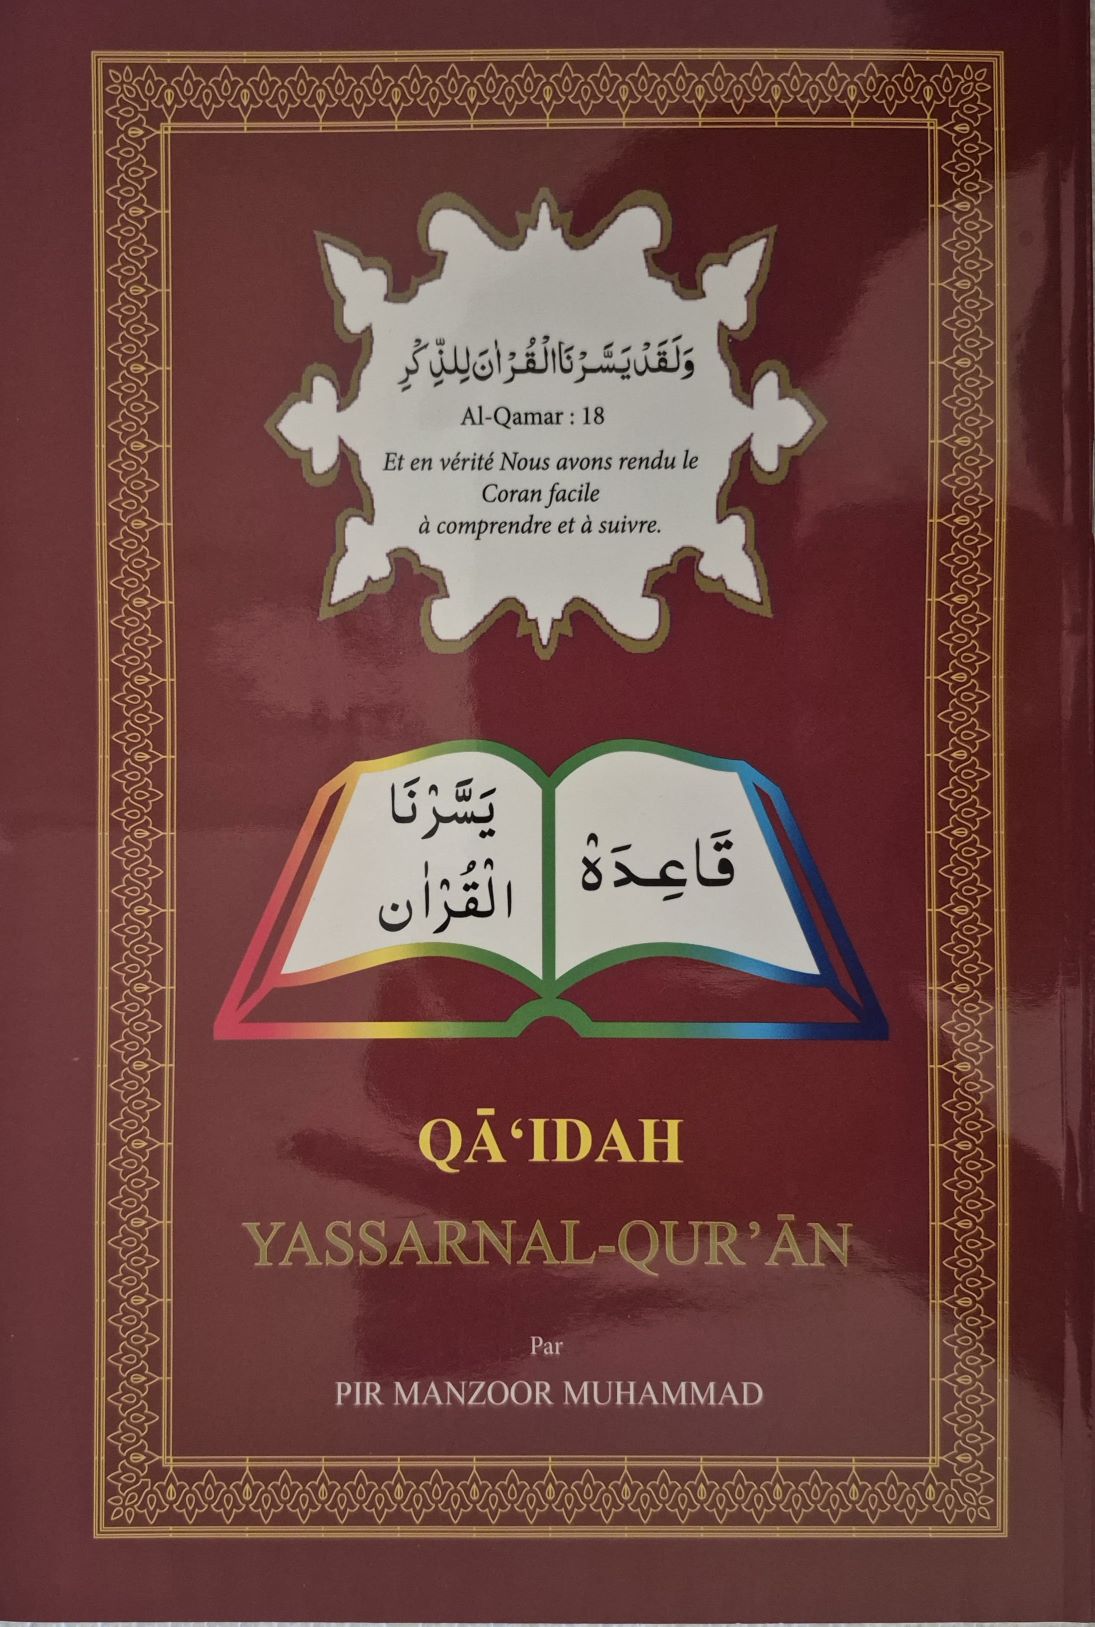 وَلَقَدْ يَسَّرْنَا الْقُرْاٰنَ لِلذِّكْرِ
Al-Qamar : 18
Et en vérité Nous avons rendu le
Coran facile
à comprendre et à suivre.
قَاعِدَهْ
يَسَّرْنَا
الْقُرْاٰن
QĀ‘IDAH
YASSARNAL-QUR’ĀN
Par
PIR MANZOOR MUHAMMAD